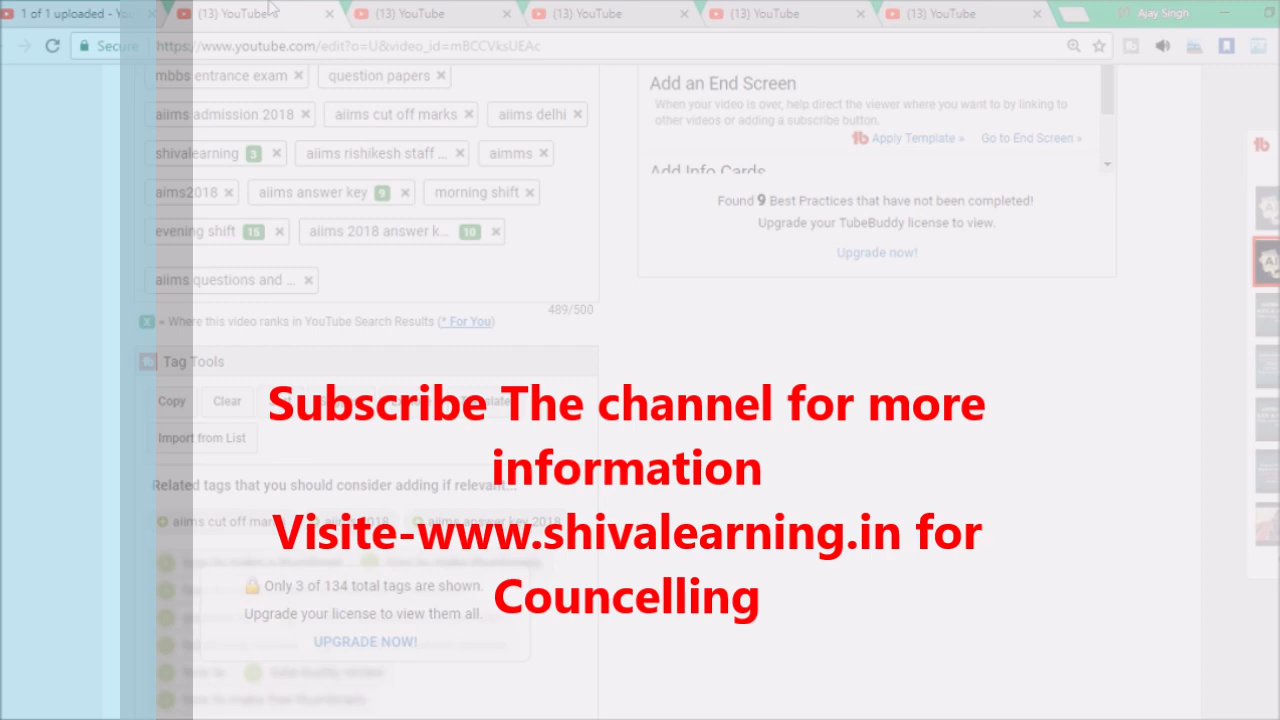 1 of 1 uploaded - Yo
(13) YouTube
(13) YouTube
(13) YouTube
(13) YouTube
(13) YouTube
Ajay Singh
Secure
https://www.youtube.com/edit?o=U&video_id=mBCCVksUEAc
mbbs entrance exam
question papers
aiims admission 2018
aiims cut off marks
aiims delhi
shivalearning 3
aiims rishikesh staff ...
aimms
aims2018
aiims answer key 9
morning shift
evening shift 15
aiims 2018 answer k... 10
aiims questions and ...
489/500
X = Where this video ranks in YouTube Search Results (* For You)
Add an End Screen
When your video is over, help direct the viewer where you want to by linking to
other videos or adding a subscribe button.
Apply Template »
Go to End Screen »
Add Info Cards
Found 9 Best Practices that have not been completed!
Upgrade your TubeBuddy license to view.
Upgrade now!
Tag Tools
Copy
Clear
Import from List
Subscribe The channel for more
information
Visite-www.shivalearning.in for
Councelling
Related tags that you should consider adding if relevant...
aiims cut off
aiims answer key 2018
Only 3 of 134 total tags are shown.
Upgrade your license to view them all.
UPGRADE NOW!